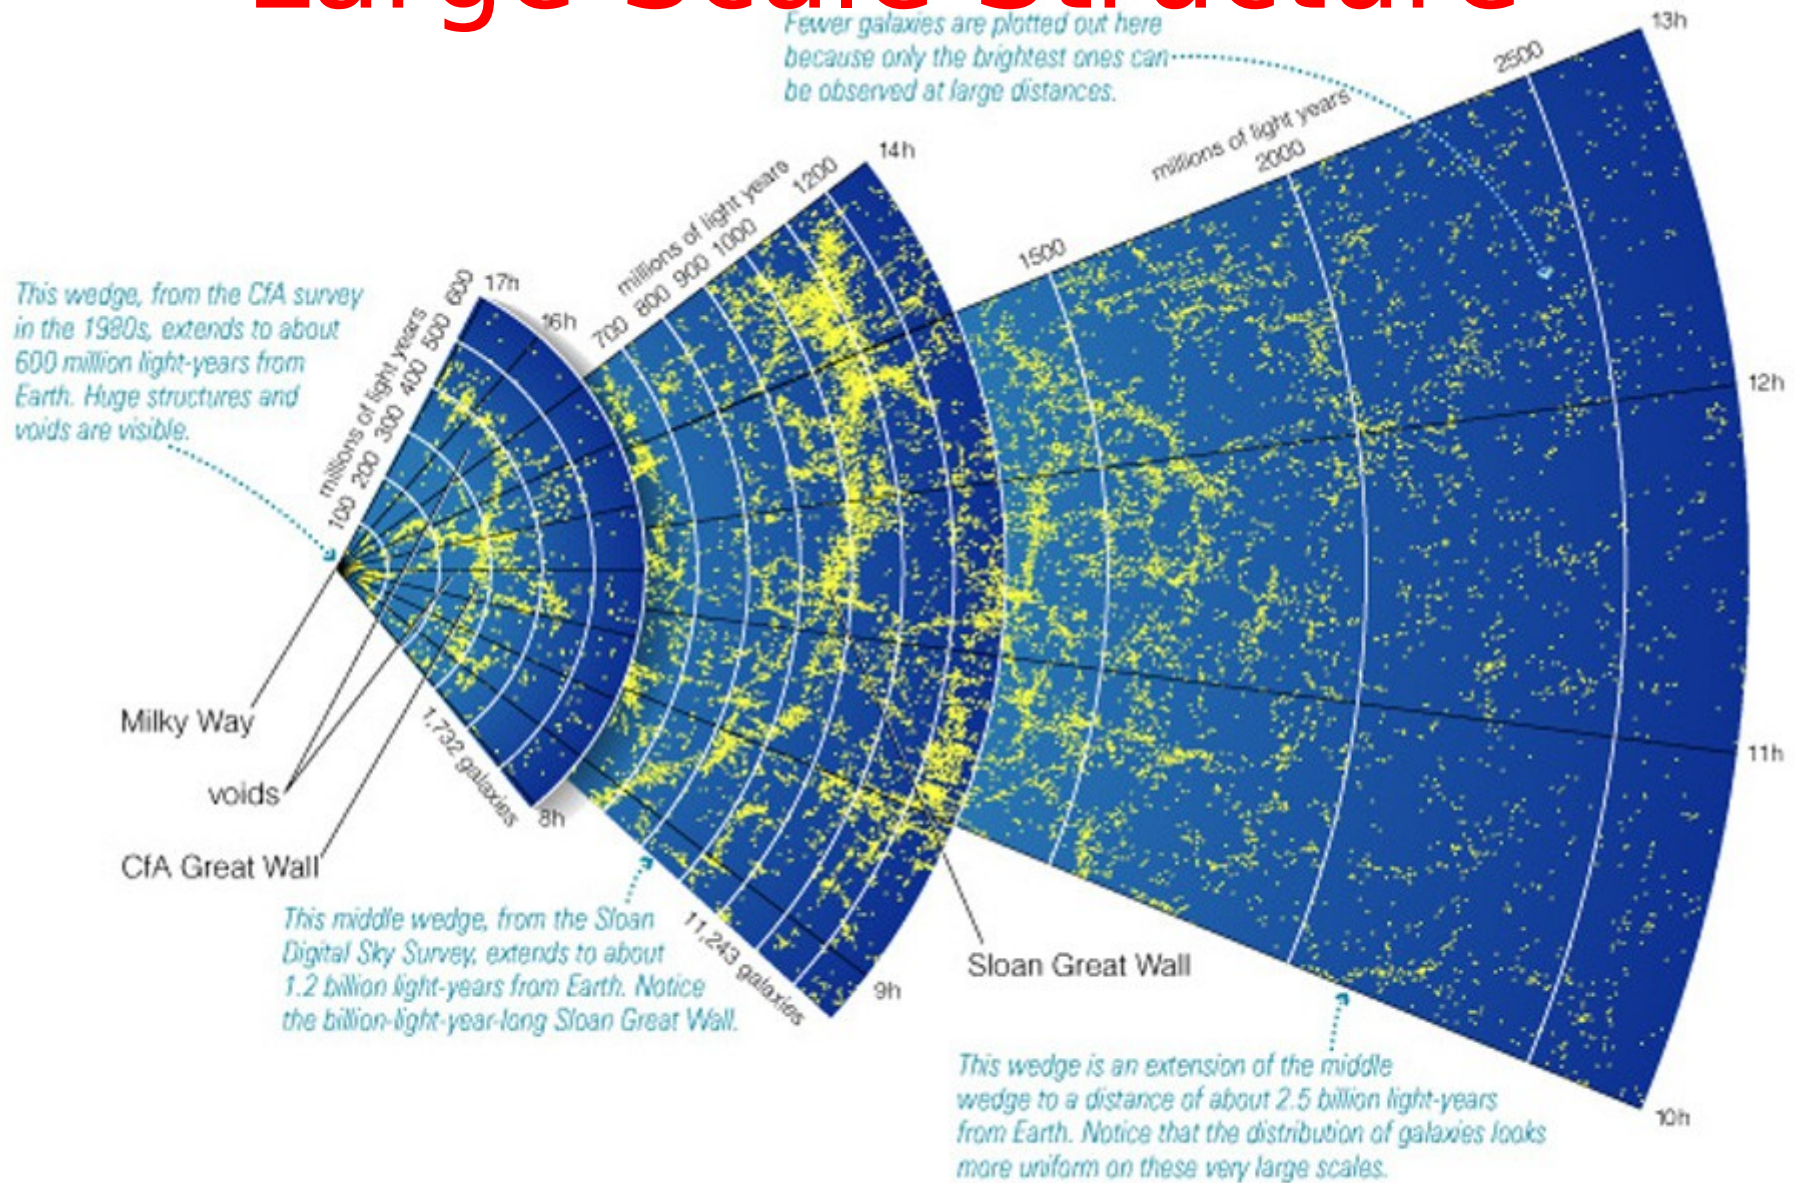 Large Scale Structure
Fewer galaxies are plotted out here
because only the brightest ones can
be observed at large distances.
13h
2500
millions of light years
2000
1500
14h
millions of light years
1200
1000
900
800
700
This wedge, from the CfA survey
in the 1980s, extends to about
600 million light-years from
Earth. Huge structures and
voids are visible.
17h
16h
millions of light years
600
500
400
300
200
100
12h
Milky Way
voids
CfA Great Wall
1,732 galaxies
8h
11h
This middle wedge, from the Sloan
Digital Sky Survey, extends to about
1.2 billion light-years from Earth. Notice
the billion-light-year-long Sloan Great Wall.
11,243 galaxies
9h
Sloan Great Wall
This wedge is an extension of the middle
wedge to a distance of about 2.5 billion light-years
from Earth. Notice that the distribution of galaxies looks
more uniform on these very large scales.
10h